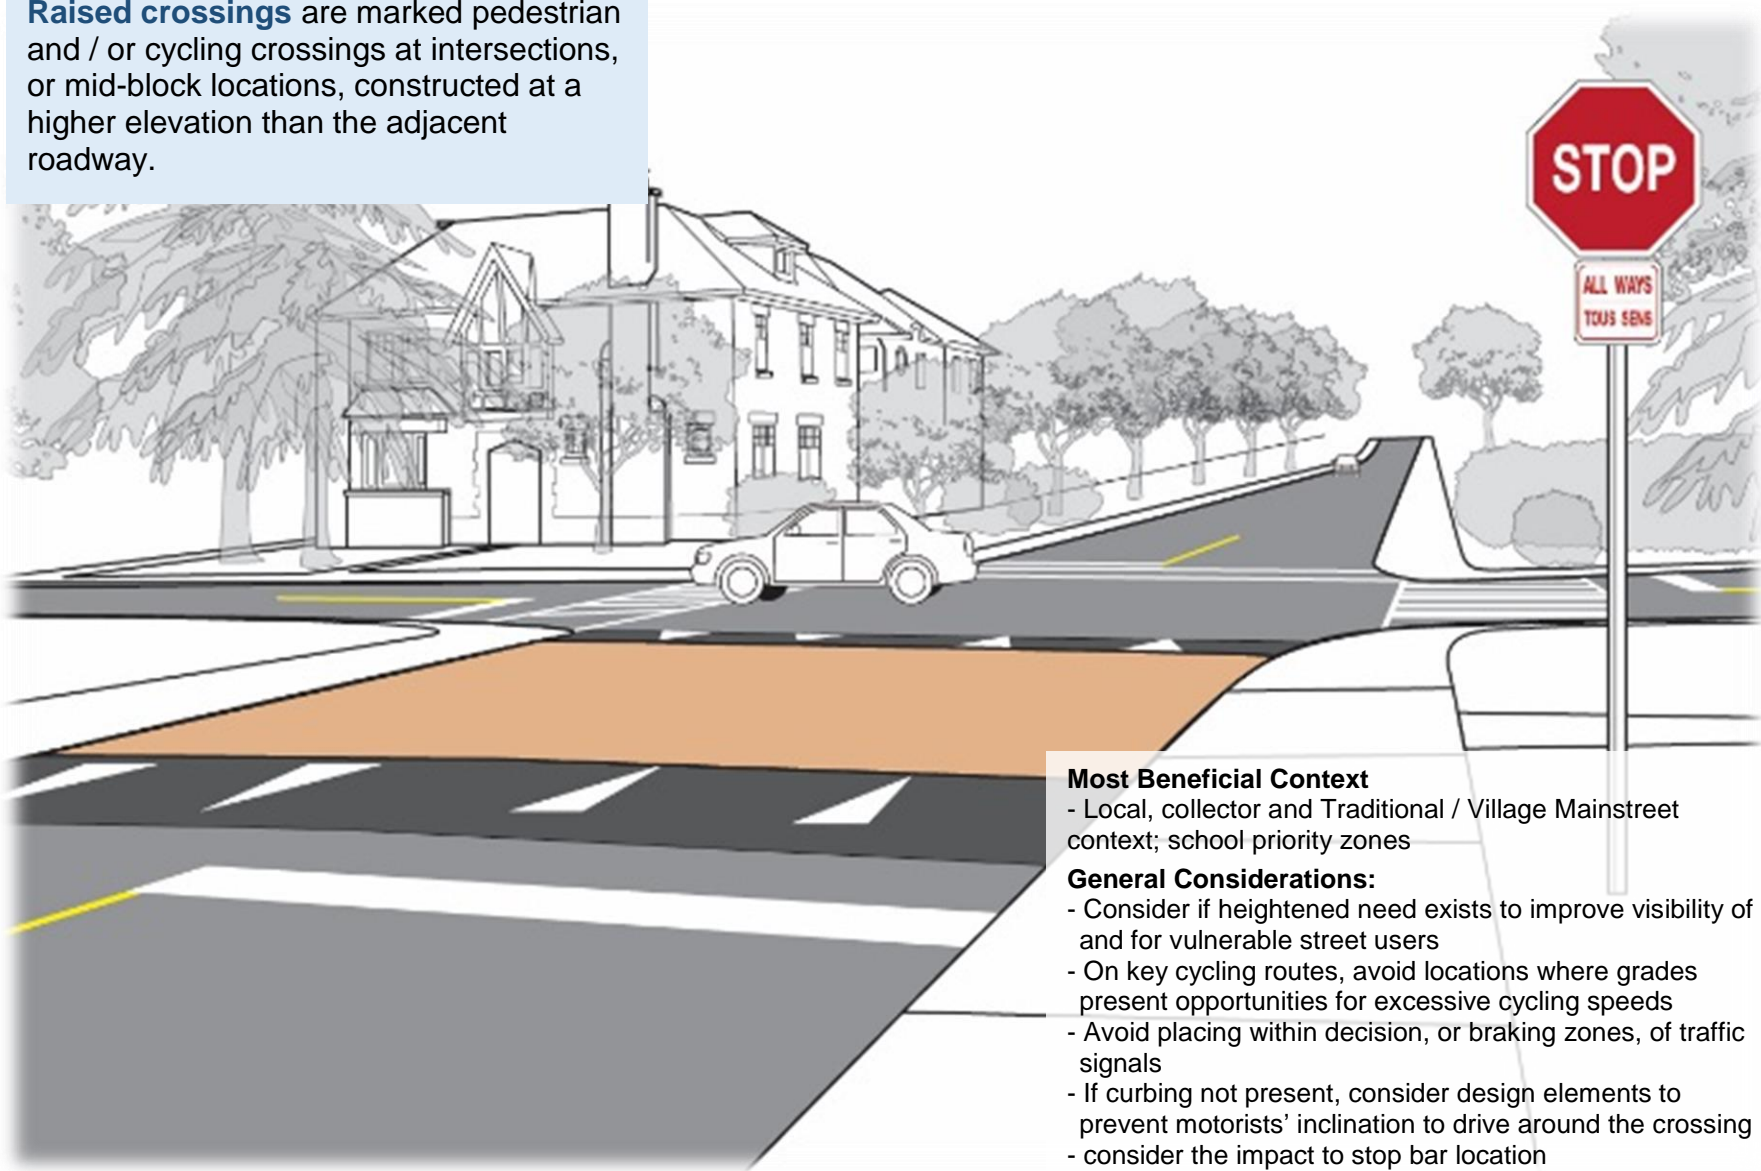 Raised crossings are marked pedestrian
and / or cycling crossings at intersections,
or mid-block locations, constructed at a
higher elevation than the adjacent
roadway.
STOP
ALL WAYS
TOUS SENS
Most Beneficial Context
- Local, collector and Traditional / Village Mainstreet
context; school priority zones
General Considerations:
- Consider if heightened need exists to improve visibility of
and for vulnerable street users
- On key cycling routes, avoid locations where grades
present opportunities for excessive cycling speeds
- Avoid placing within decision, or braking zones, of traffic
signals
- If curbing not present, consider design elements to
prevent motorists’ inclination to drive around the crossing
- consider the impact to stop bar location